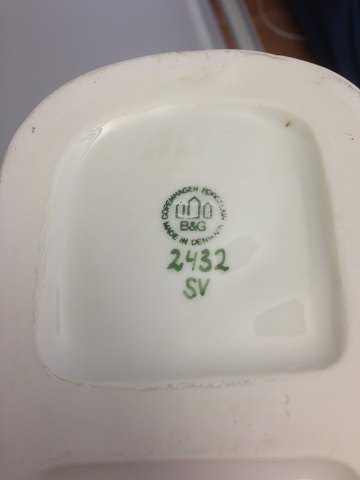 COPENHAGEN PORCELAIN
B&G
MADE IN DENMARK
2432
SV